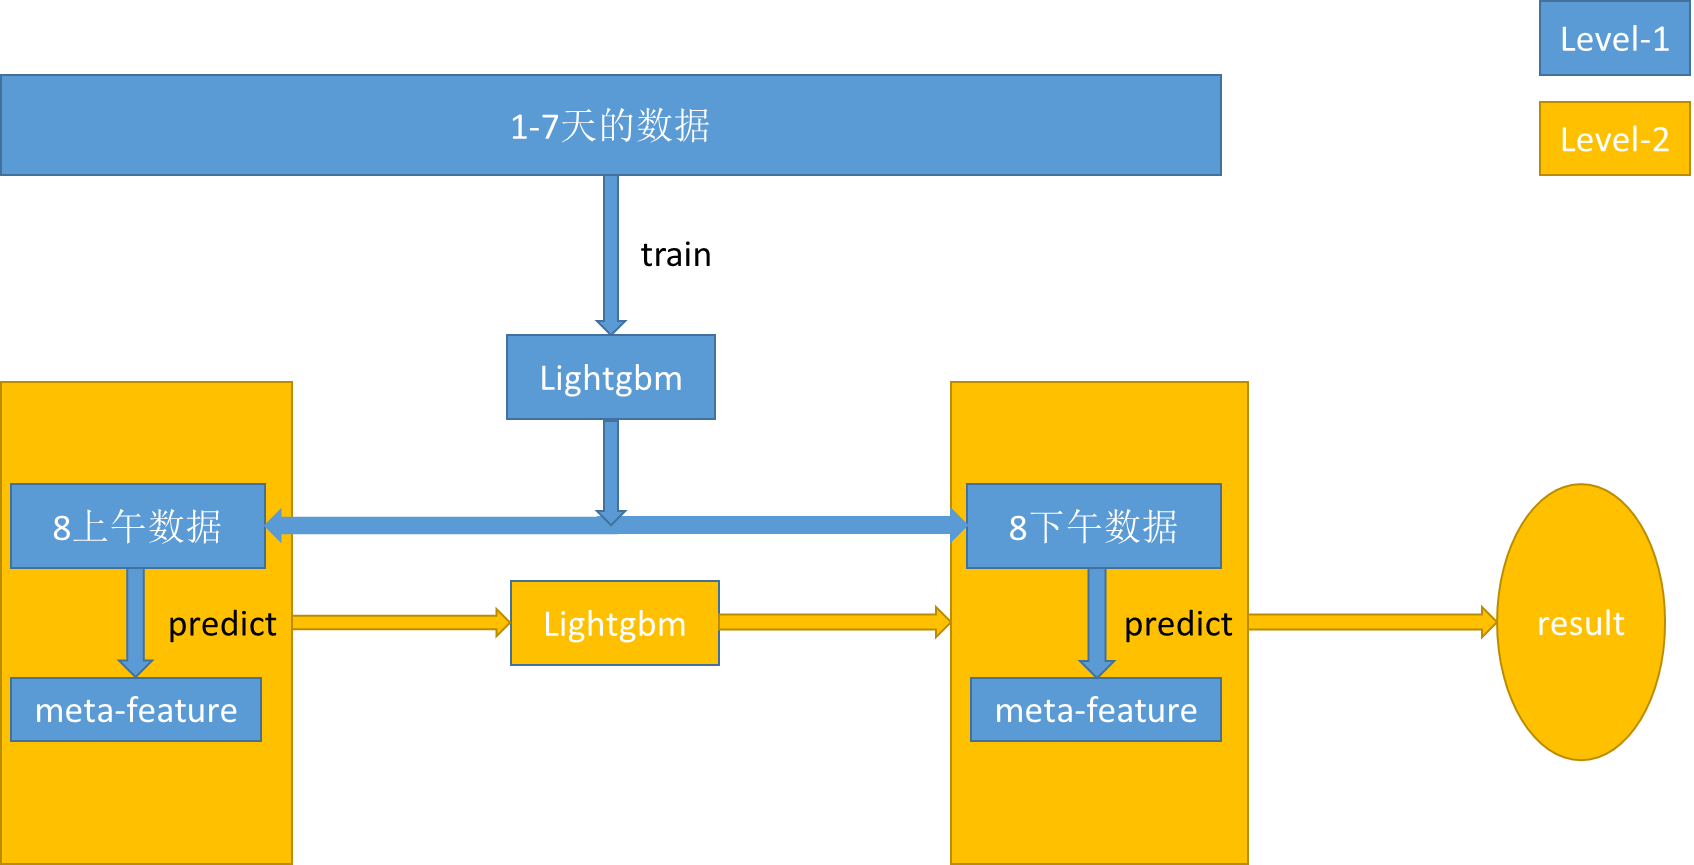 Level-1
1-7天的数据
Level-2
train
Lightgbm
8上午数据
8下午数据
predict
Lightgbm
predict
result
meta-feature
meta-feature